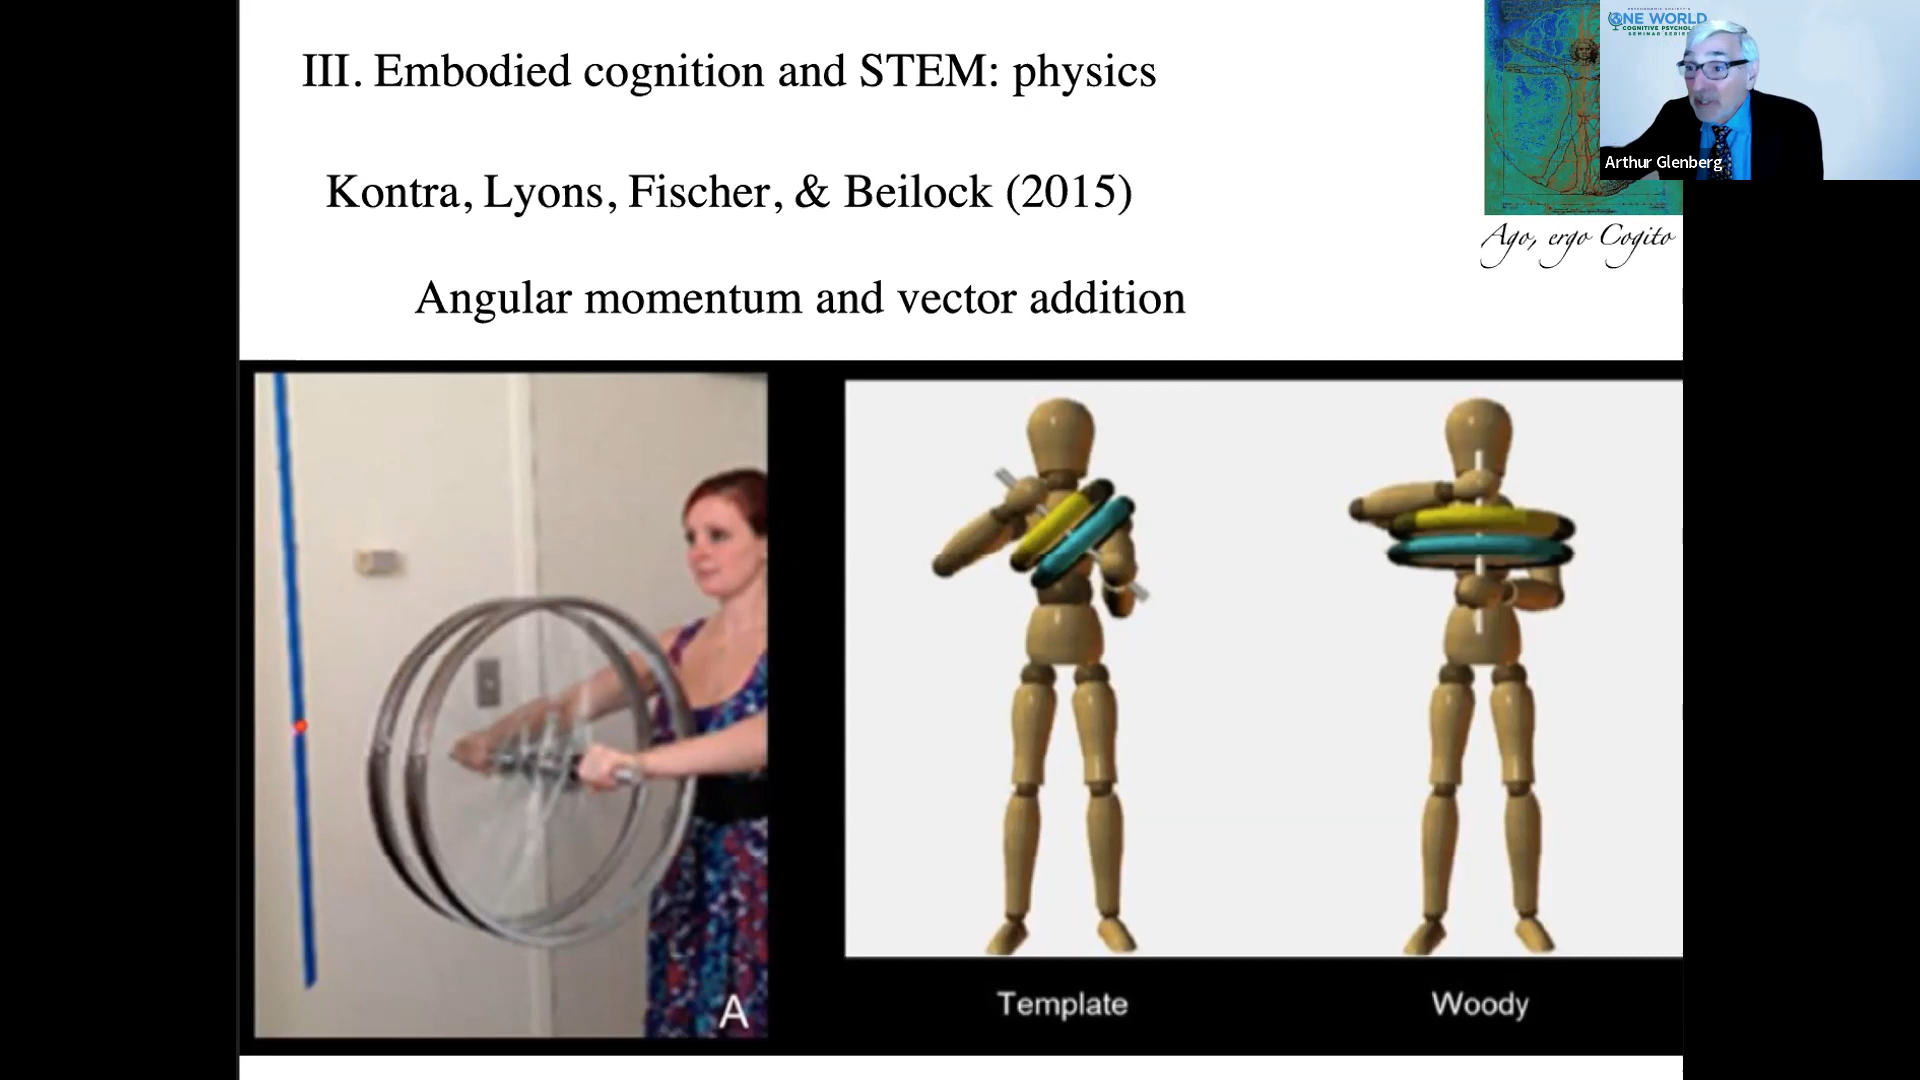 III. Embodied cognition and STEM: physics
Kontra, Lyons, Fischer, & Beilock (2015)
Angular momentum and vector addition
Ago, ergo Cogito
ONE WORLD
Arthur Glenberg
A
Template
Woody